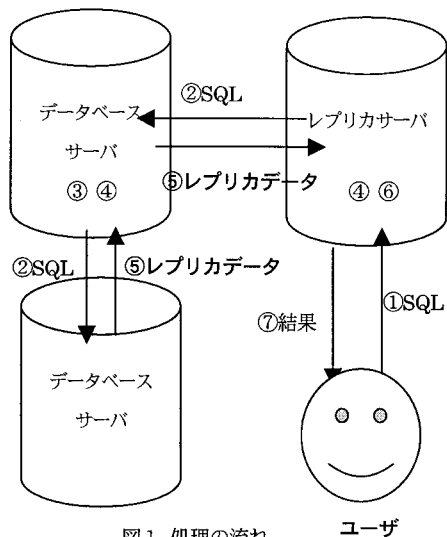 ②SQL
データベース
サーバ
③ ④
レプリカサーバ
④ ⑥
⑤レプリカデータ
②SQL
⑤レプリカデータ
①SQL
⑦結果
データベース
サーバ
図1 処理の流れ
ユーザ